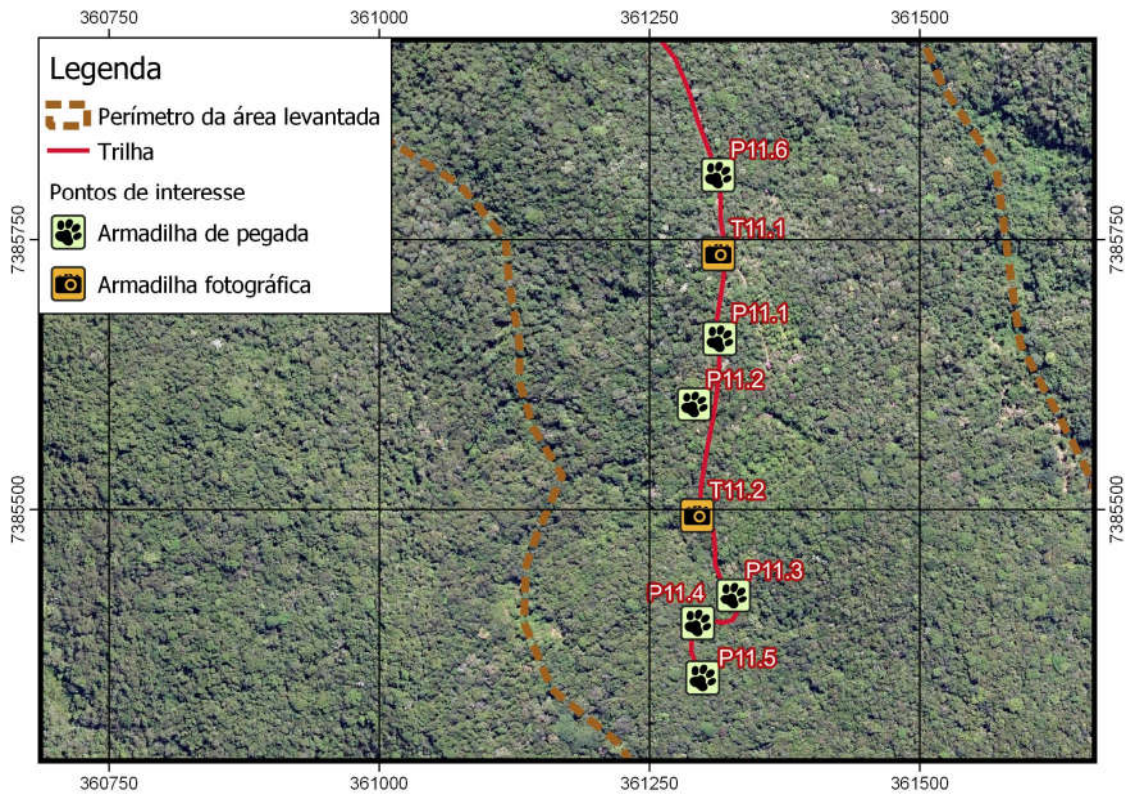 360750 361000 361250 361500
Legenda
Perímetro da área levantada
Trilha
Pontos de interesse
Armadilha de pegada
Armadilha fotográfica
P11.6
T11.1
7385750 7385750
P11.1
P11.2
T11.2
7385500 7385500
P11.3
P11.4
P11.5
360750 361000 361250 361500